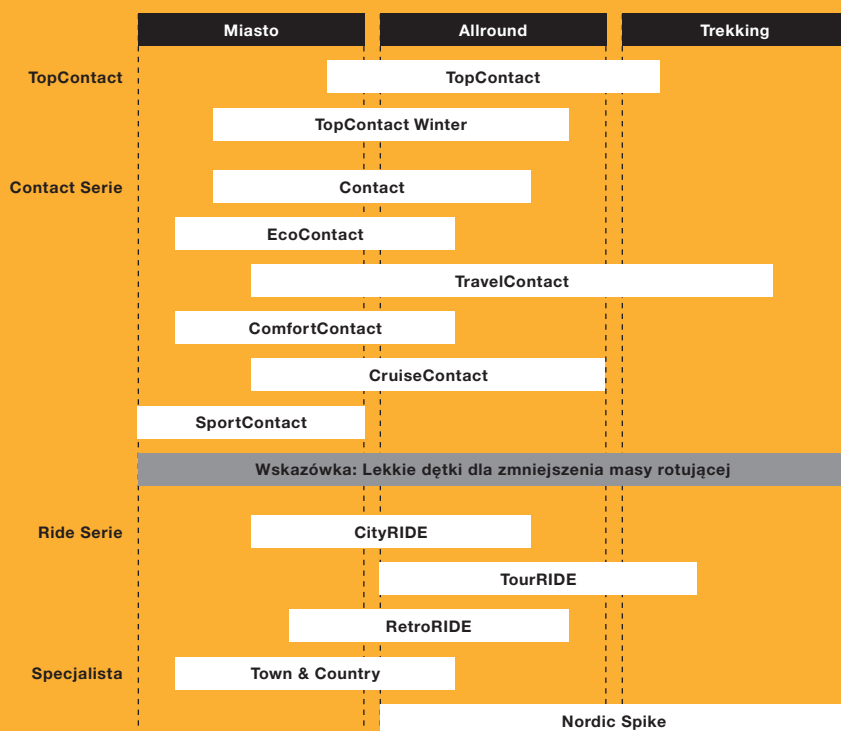 Miasto Allround Trekking
TopContact TopContact
TopContact Winter
Contact Serie Contact
EcoContact
TravelContact
ComfortContact
CruiseContact
SportContact
Wskazówka: Lekkie dętki dla zmniejszenia masy rotującej
Ride Serie CityRIDE
TourRIDE
RetroRIDE
Specjalista Town & Country
Nordic Spike